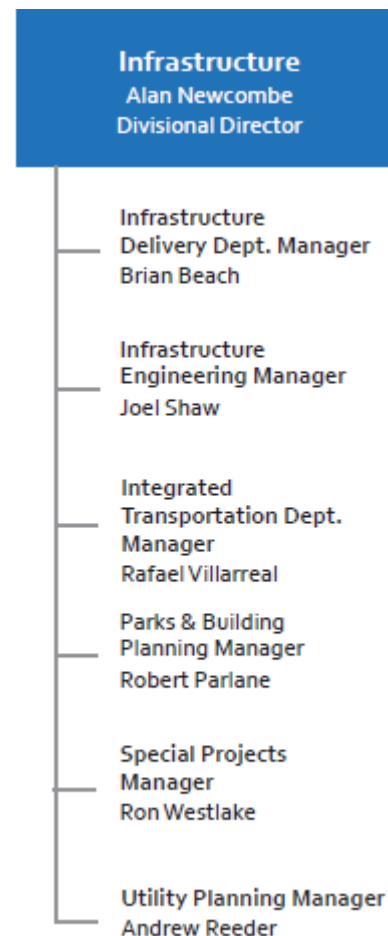 Infrastructure
Alan Newcombe
Divisional Director
Infrastructure
Delivery Dept. Manager
Brian Beach
Infrastructure
Engineering Manager
Joel Shaw
Integrated
Transportation Dept.
Manager
Rafael Villarreal
Parks & Building
Planning Manager
Robert Parlane
Special Projects
Manager
Ron Westlake
Utility Planning Manager
Andrew Reeder